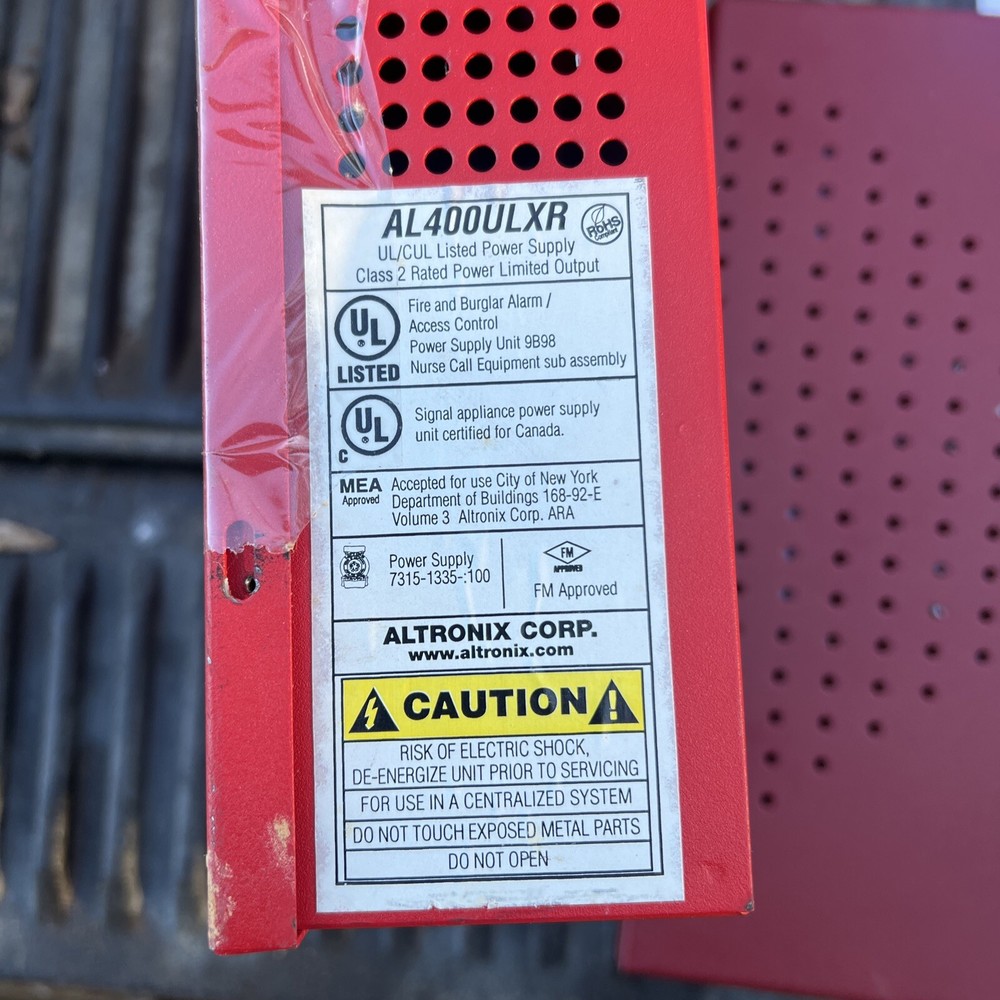 AL400ULXR
RoHS
Compliant
UL/CUL Listed Power Supply
Class 2 Rated Power Limited Output
UL
®
LISTED
Fire and Burglar Alarm /
Access Control
Power Supply Unit 9B98
Nurse Call Equipment sub assembly
C
UL
®
Signal appliance power supply
unit certified for Canada.
MEA
Approved
Accepted for use City of New York
Department of Buildings 168-92-E
Volume 3 Altronix Corp. ARA
Power Supply
7315-1335-:100
FM
APPROVED
FM Approved
ALTRONIX CORP.
www.altronix.com
CAUTION
RISK OF ELECTRIC SHOCK,
DE-ENERGIZE UNIT PRIOR TO SERVICING
FOR USE IN A CENTRALIZED SYSTEM
DO NOT TOUCH EXPOSED METAL PARTS
DO NOT OPEN